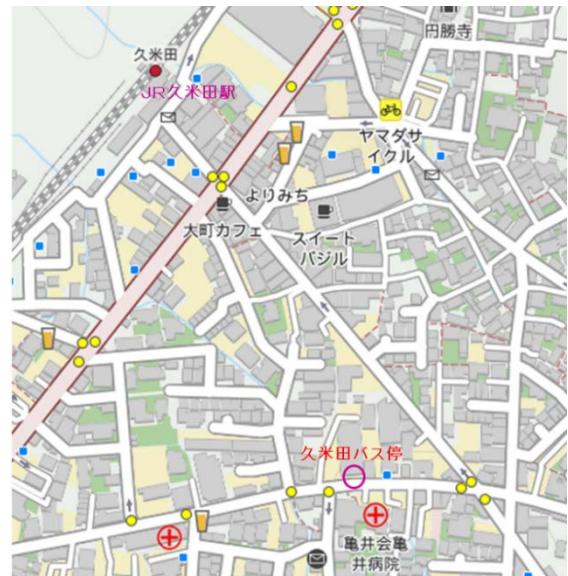 円勝寺
久米田
JR久米田駅
ヤマダサ
イクル
よりみち
大町カフェ
スイート
バジル
久米田バス停
亀井会亀
井病院